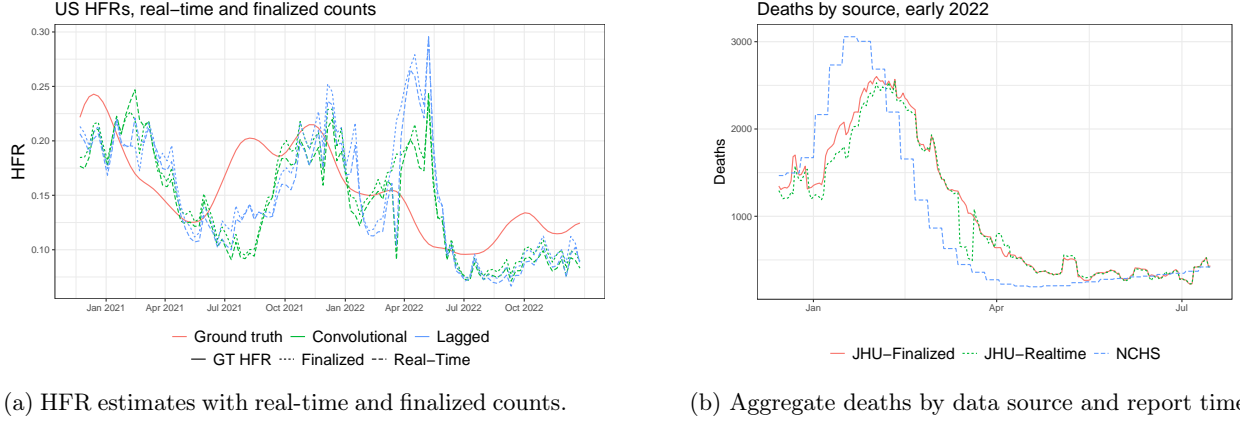 US HFRs, real−time and finalized counts
0.30
0.25
0.20
0.15
0.10
HFR
Jan 2021 Apr 2021 Jul 2021 Oct 2021 Jan 2022 Apr 2022 Jul 2022 Oct 2022
Ground truth Convolutional Lagged
GT HFR Finalized Real−Time
(a) HFR estimates with real-time and finalized counts.
Deaths by source, early 2022
3000
2000
1000
Deaths
Jan Apr Jul
JHU−Finalized JHU−Realtime NCHS
(b) Aggregate deaths by data source and report time